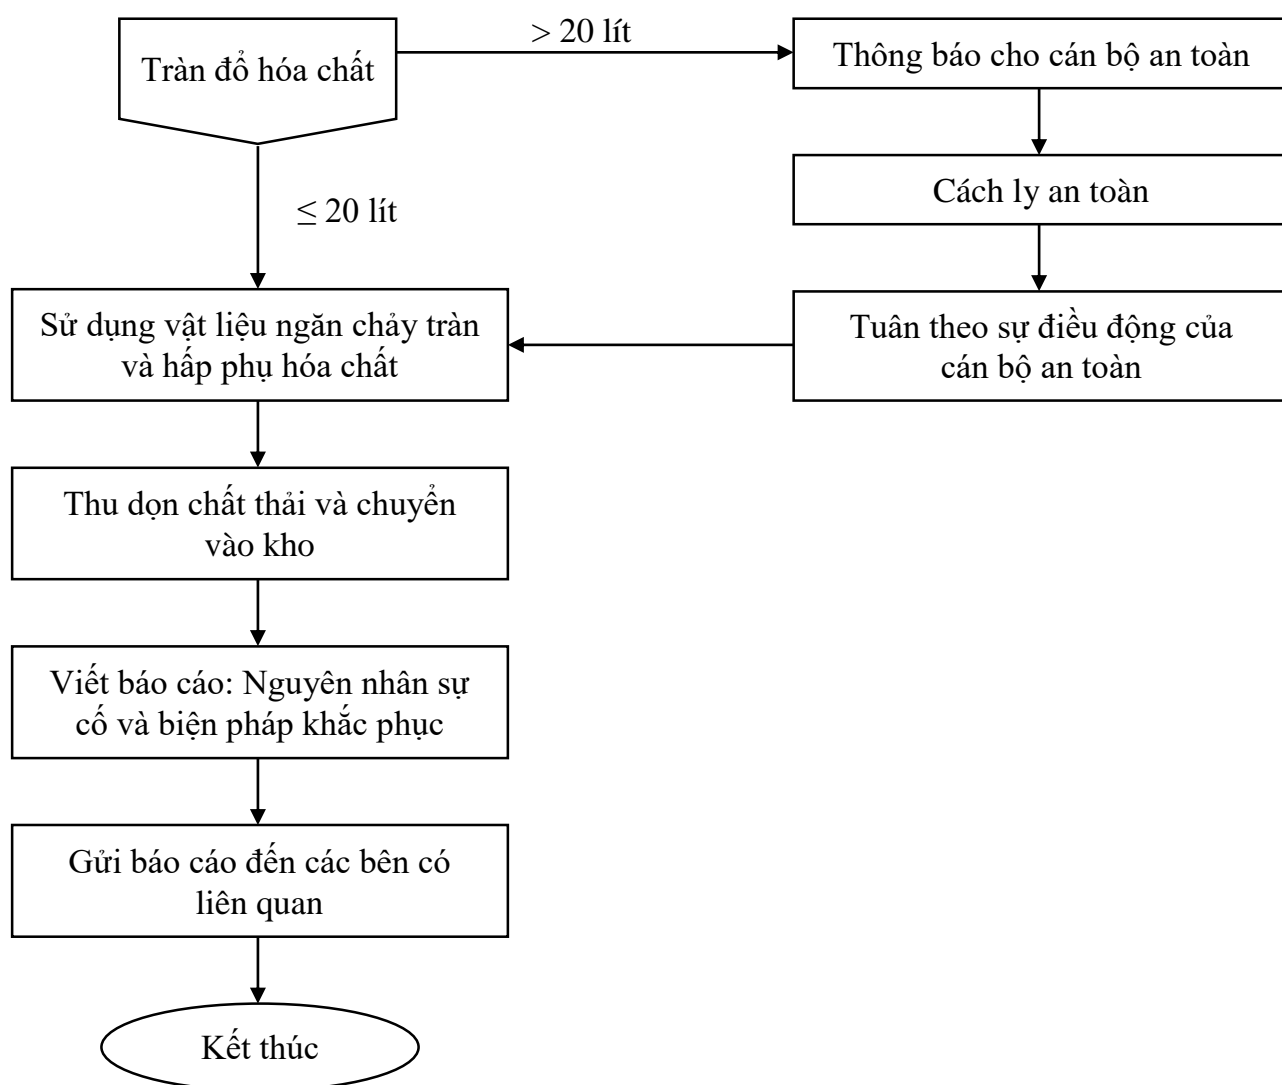 Tràn đổ hóa chất
> 20 lít
Thông báo cho cán bộ an toàn
Cách ly an toàn
≤ 20 lít
Tuân theo sự điều động của
cán bộ an toàn
Sử dụng vật liệu ngăn chảy tràn
và hấp phụ hóa chất
Thu dọn chất thải và chuyển
vào kho
Viết báo cáo: Nguyên nhân sự
cố và biện pháp khắc phục
Gửi báo cáo đến các bên có
liên quan
Kết thúc